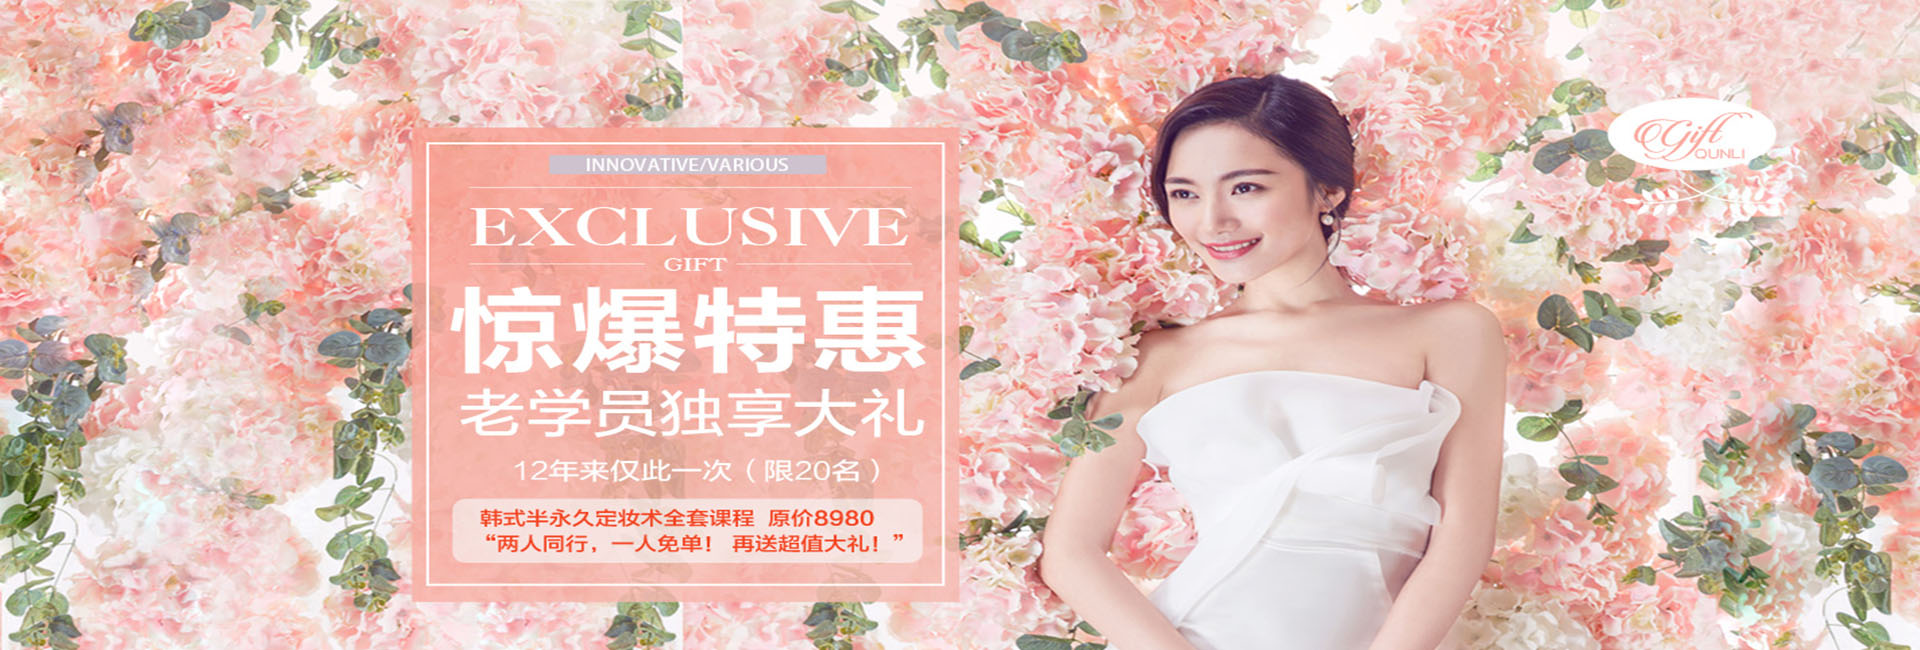 INNOVATIVE/VARIOUS
EXCLUSIVE
GIFT
惊爆特惠
老学员独享大礼
12年来仅此一次（限20名）
韩式半永久定妆术全套课程 原价8980
“两人同行，一人免单！ 再送超值大礼！”
Gift
OUNLI